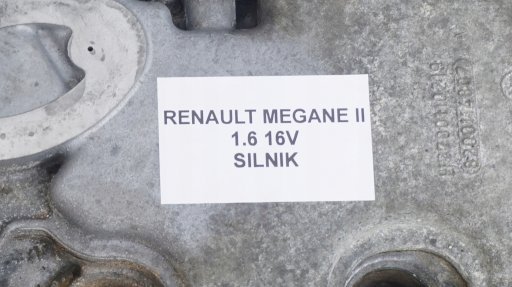 RENAULT MEGANE II
1.6 16V
SILNIK